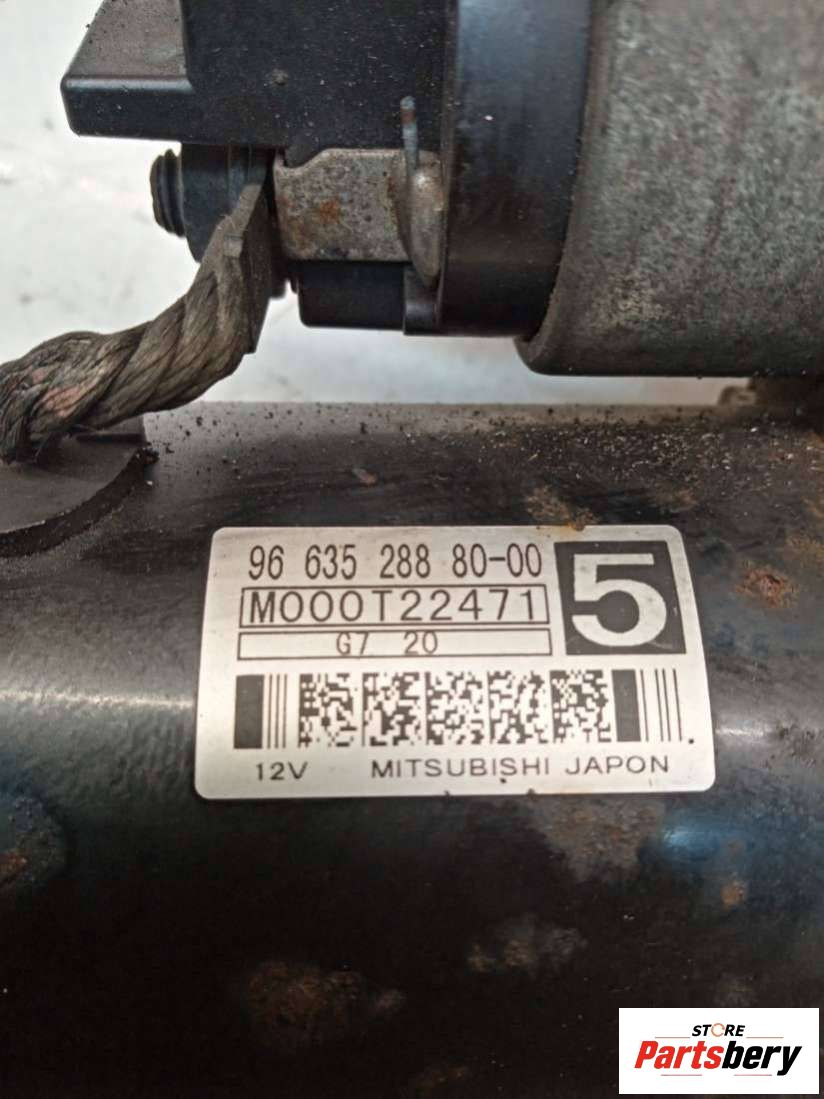 96 635 288 80-00
5
M000T22471
G7 20
12V MITSUBISHI JAPON
STORE
Partsbery